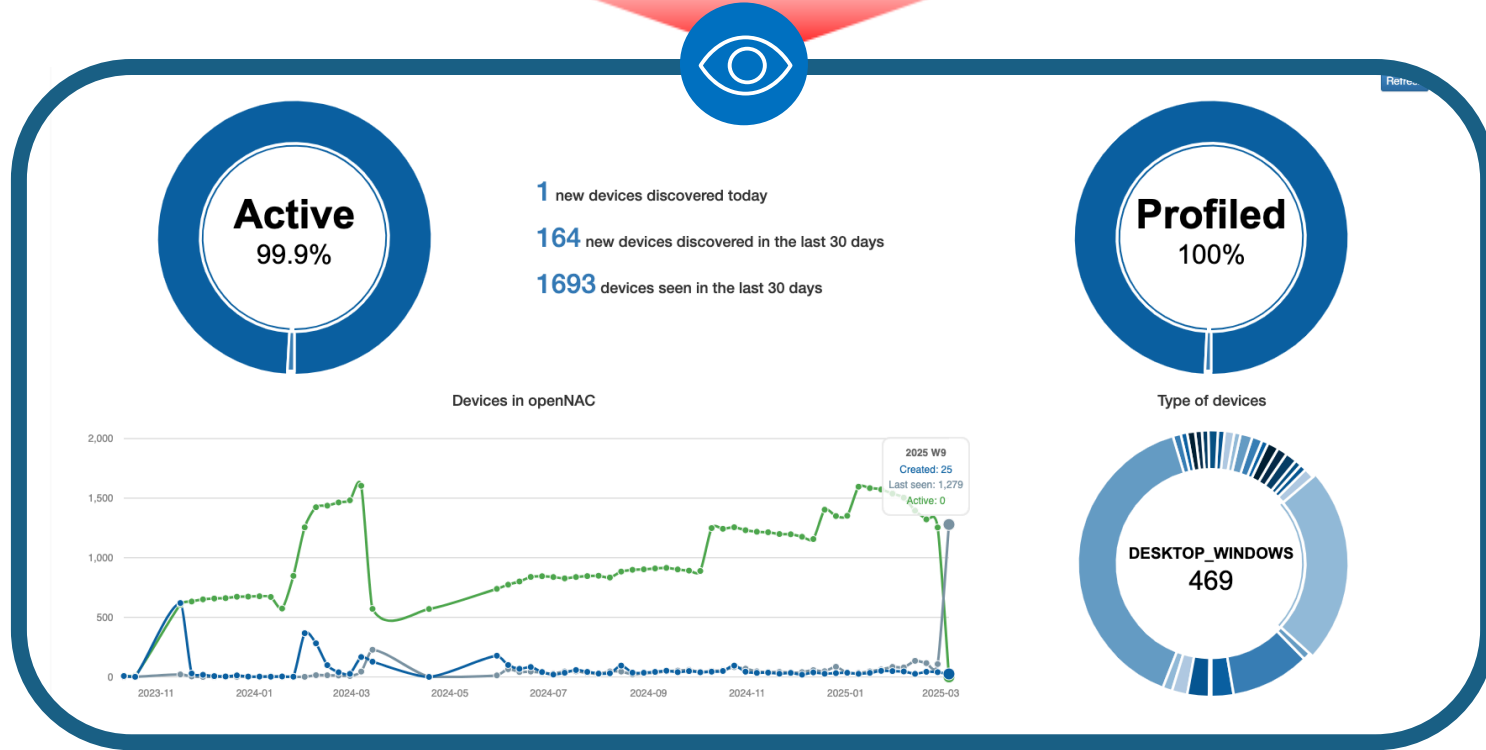 Refres
Active
99.9%
1 new devices discovered today
164 new devices discovered in the last 30 days
1693 devices seen in the last 30 days
Profiled
100%
Devices in openNAC
2,000
1,500
1,000
500
0
2023-11
2024-01
2024-03
2024-05
2024-07
2024-09
2024-11
2025-01
2025-03
2025 W9
Created: 25
Last seen: 1,279
Active: 0
Type of devices
DESKTOP_WINDOWS
469